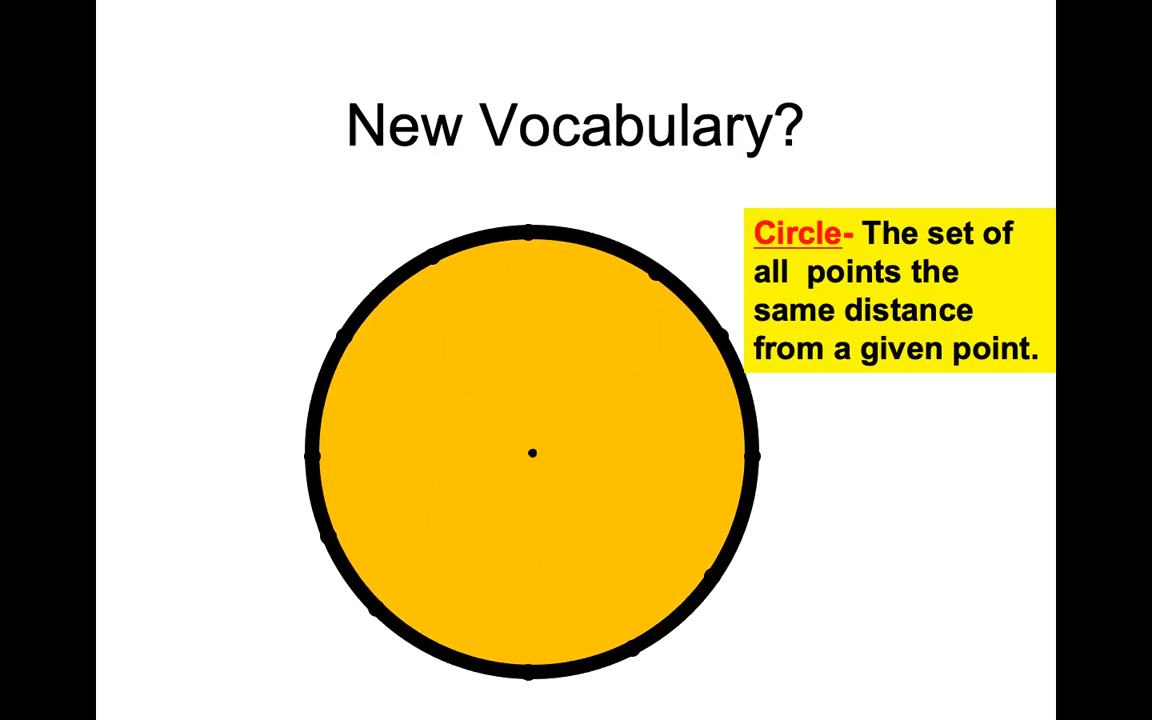 New Vocabulary?
Circle- The set of
all  points the
same distance
from a given point.